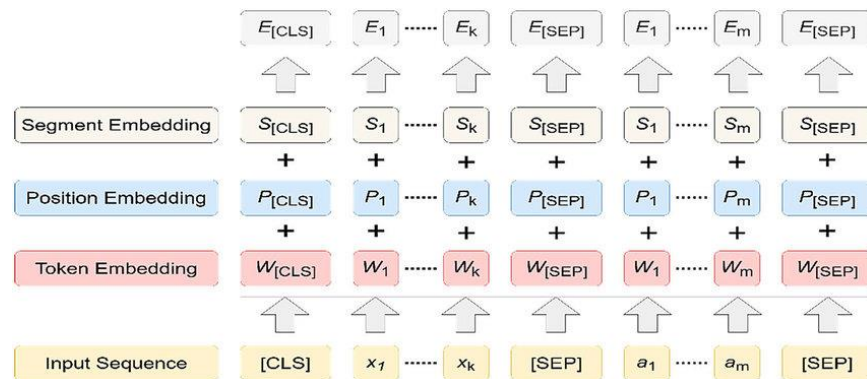 E[CLS] E1 ...... Ek E[SEP] E1 ...... Em E[SEP]
Segment Embedding S[CLS] S1 ...... Sk S[SEP] S1 ...... Sm S[SEP]
+ + + + + + +
Position Embedding P[CLS] P1 ...... Pk P[SEP] P1 ...... Pm P[SEP]
+ + + + + + +
Token Embedding W[CLS] W1 ...... Wk W[SEP] W1 ...... Wm W[SEP]
Input Sequence [CLS] x1 ...... xk [SEP] a1 ...... am [SEP]